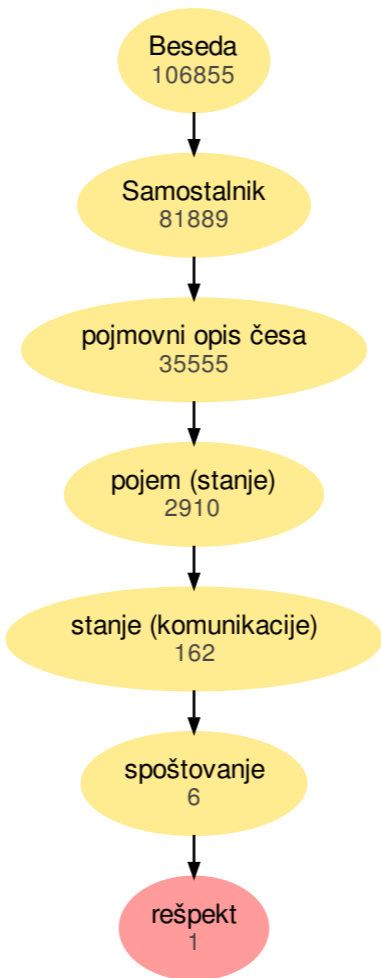 Beseda
106855
Samostalnik
81889
pojmovni opis česa
35555
pojem (stanje)
2910
stanje (komunikacije)
162
spoštovanje
6
rešpekt
1